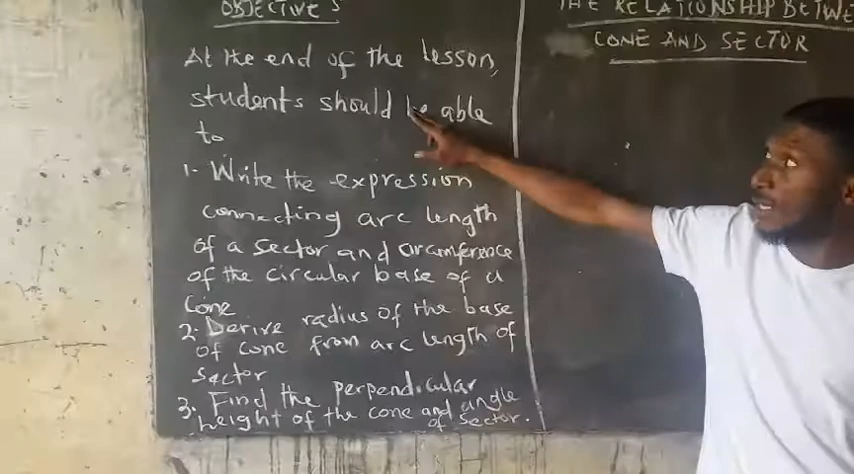 OBJECTIVES
At the end of the lesson,
students should be able
to
1. Write the expression
connecting arc length
of a sector and circumference
of the circular base of a
Cone
2. Derive radius of the base
of cone from arc length of
sector
3. Find the perpendicular
height of the cone and angle
of sector.
THE RELATIONSHIP BETWE
CONE AND SECTOR